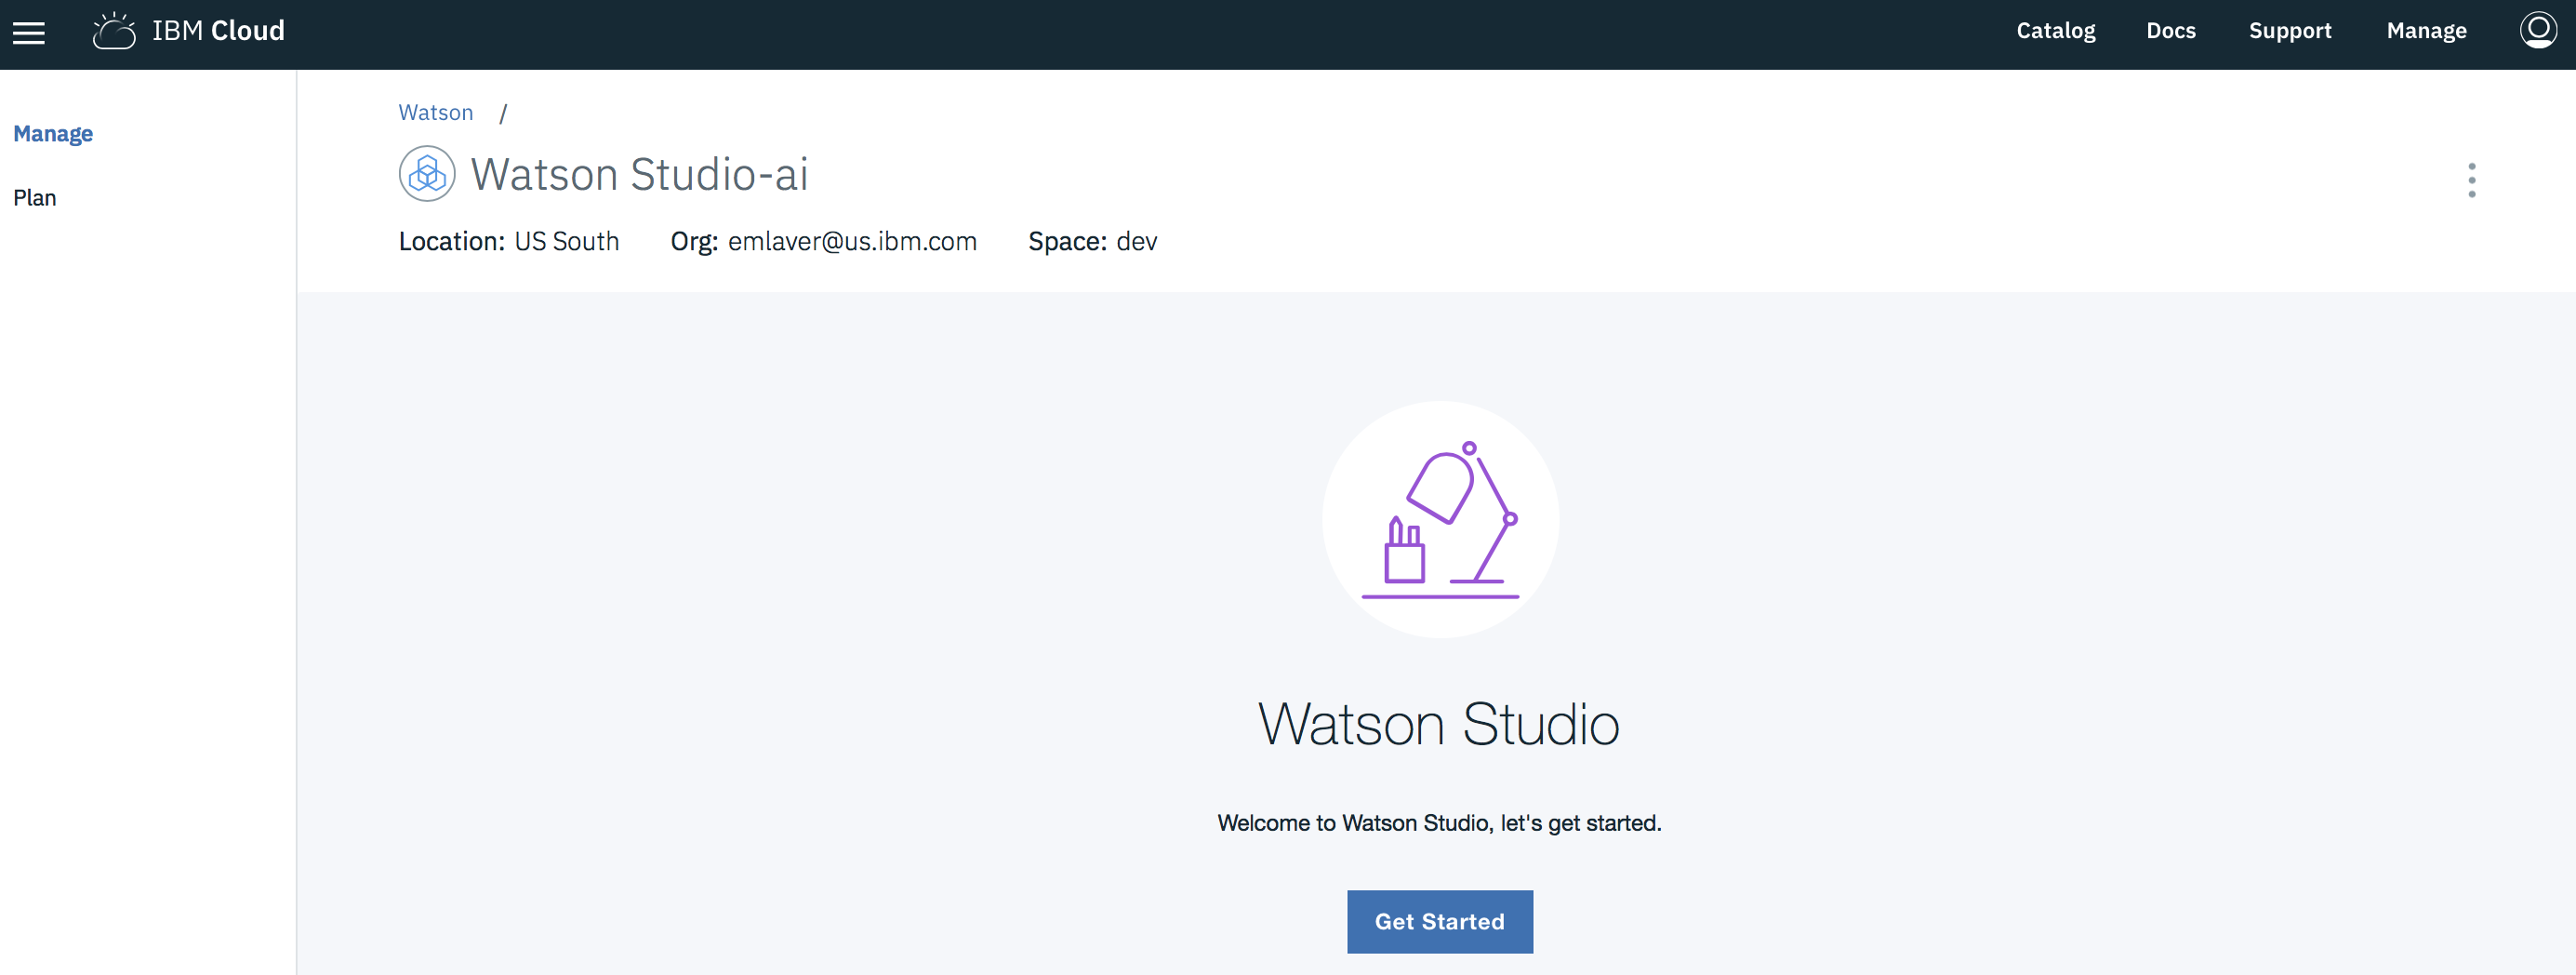 IBM Cloud Catalog Docs Support Manage
Manage
Plan
Watson /
Watson Studio-ai
Location: US South Org: emlaver@us.ibm.com Space: dev
Watson Studio
Welcome to Watson Studio, let's get started.
Get Started